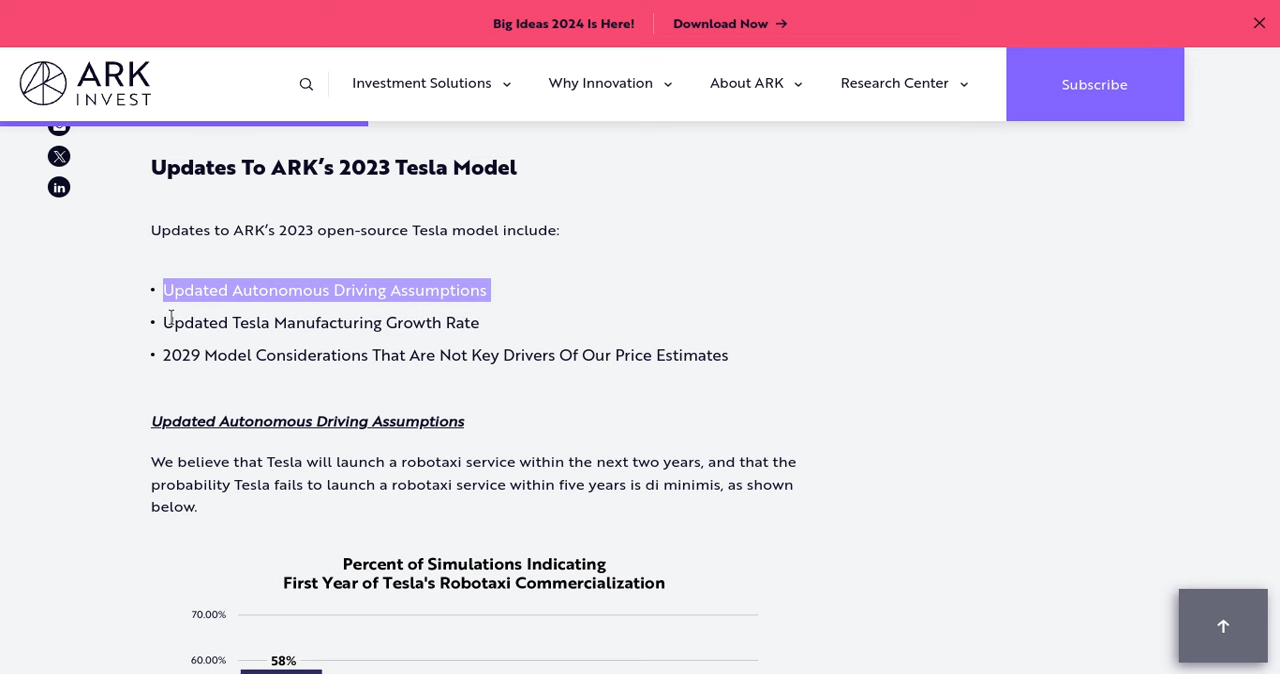 Big Ideas 2024 Is Here! Download Now →
ARK INVEST
Investment Solutions Why Innovation About ARK Research Center Subscribe
in
Updates To ARK’s 2023 Tesla Model
Updates to ARK’s 2023 open-source Tesla model include:
• Updated Autonomous Driving Assumptions
• Updated Tesla Manufacturing Growth Rate
• 2029 Model Considerations That Are Not Key Drivers Of Our Price Estimates
Updated Autonomous Driving Assumptions
We believe that Tesla will launch a robotaxi service within the next two years, and that the
probability Tesla fails to launch a robotaxi service within five years is di minimis, as shown
below.
Percent of Simulations Indicating
First Year of Tesla's Robotaxi Commercialization
70.00%
60.00% 58%